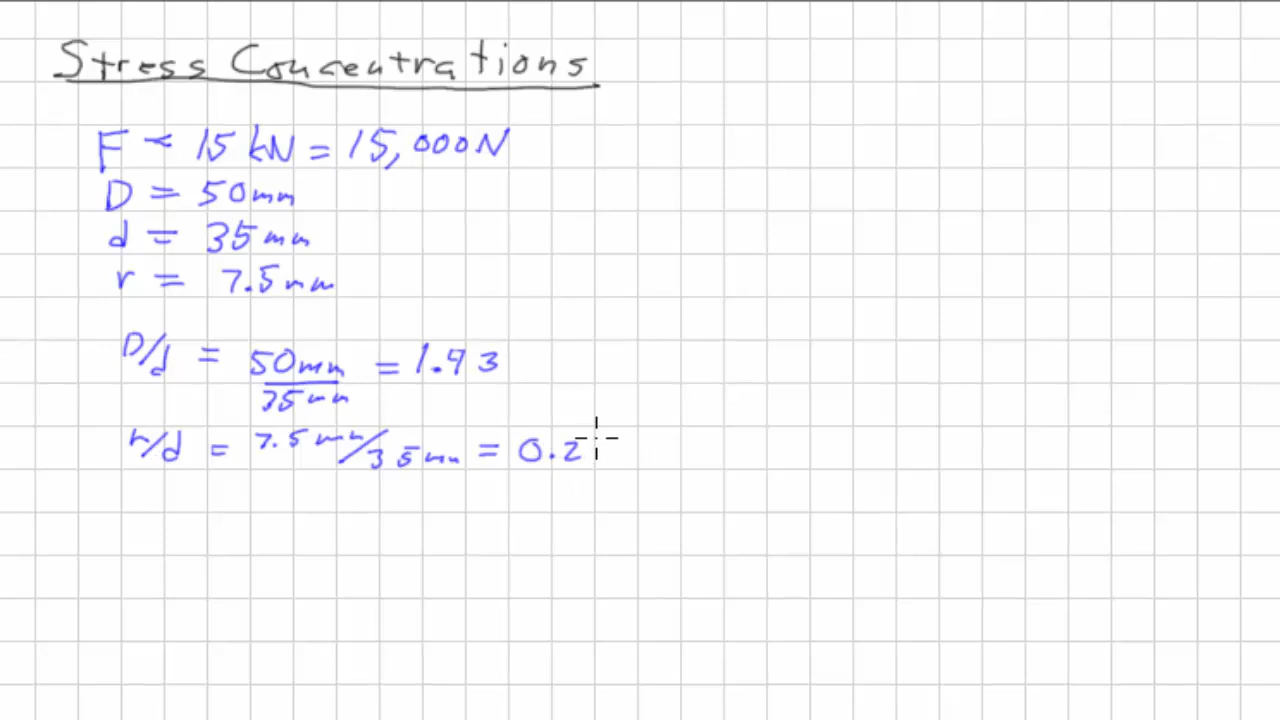 Stress Concentrations
F = 15 kN = 15,000N
D = 50mm
d = 35mm
r = 7.5mm
D/d = 50mm/35mm = 1.43
r/d = 7.5mm/35mm = 0.2